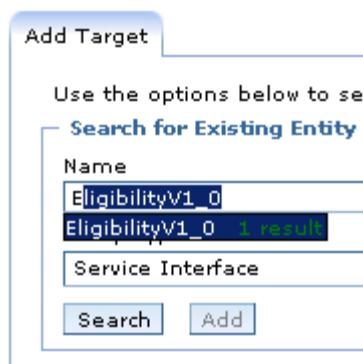 Add Target
Use the options below to se
Search for Existing Entity
Name
EligibilityV1_0
EligibilityV1_0 1 result
Service Interface
Search Add